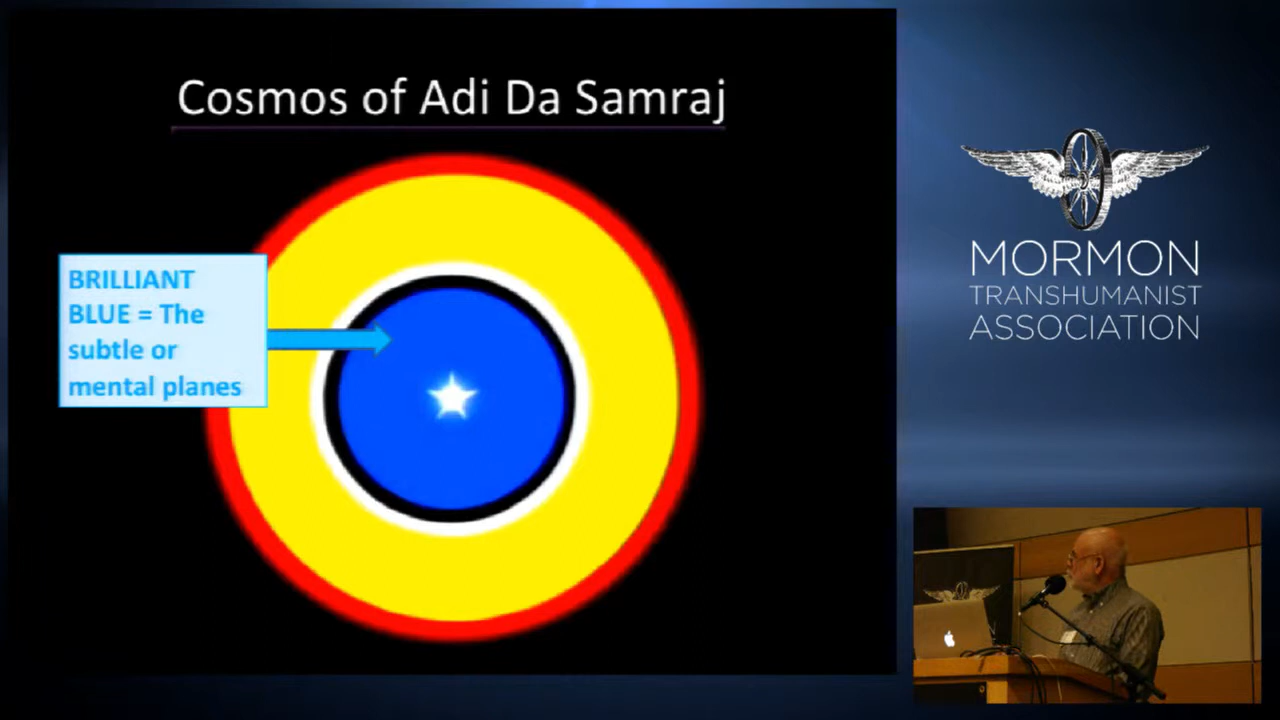 Cosmos of Adi Da Samraj
BRILLIANT
BLUE = The
subtle or
mental planes
MORMON
TRANSHUMANIST
ASSOCIATION